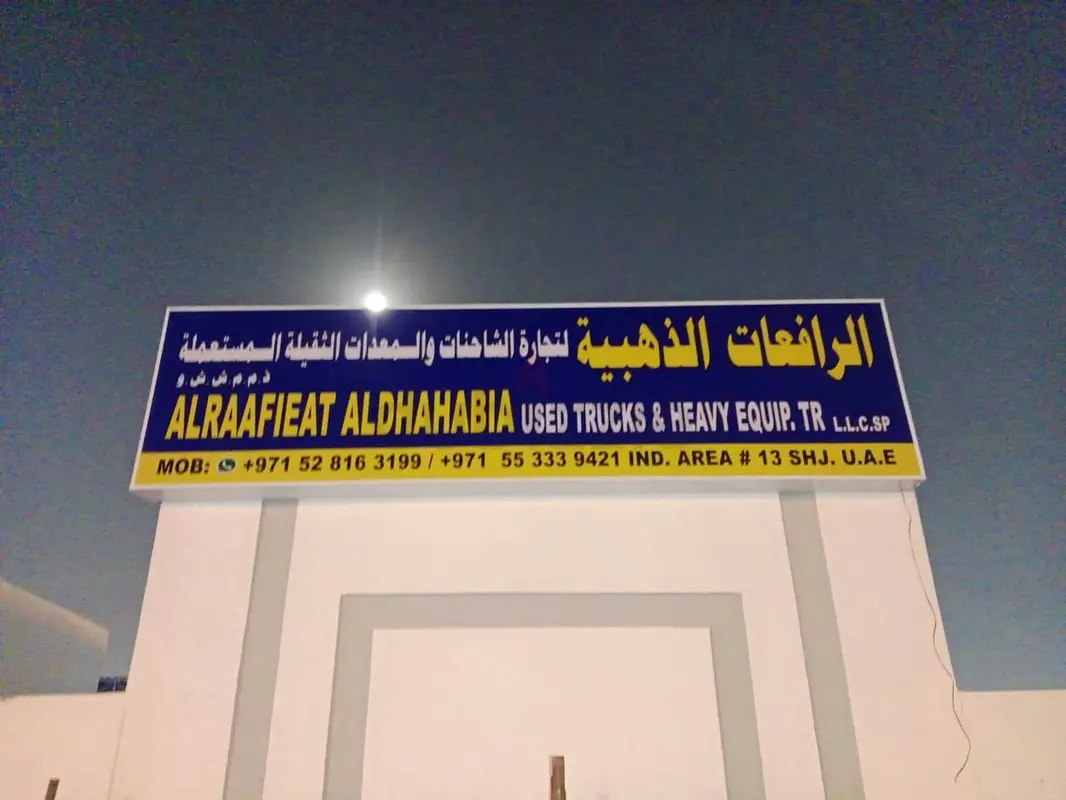 الرافعات الذهبية لتجارة الشاحنات والمعدات الثقيلة المستعملة
ذ.م.م.ش.ش.و
ALRAAFIEAT ALDHAHABIA USED TRUCKS & HEAVY EQUIP. TR L.L.C.SP
MOB: +971 52 816 3199 / +971 55 333 9421 IND. AREA # 13 SHJ. U.A.E